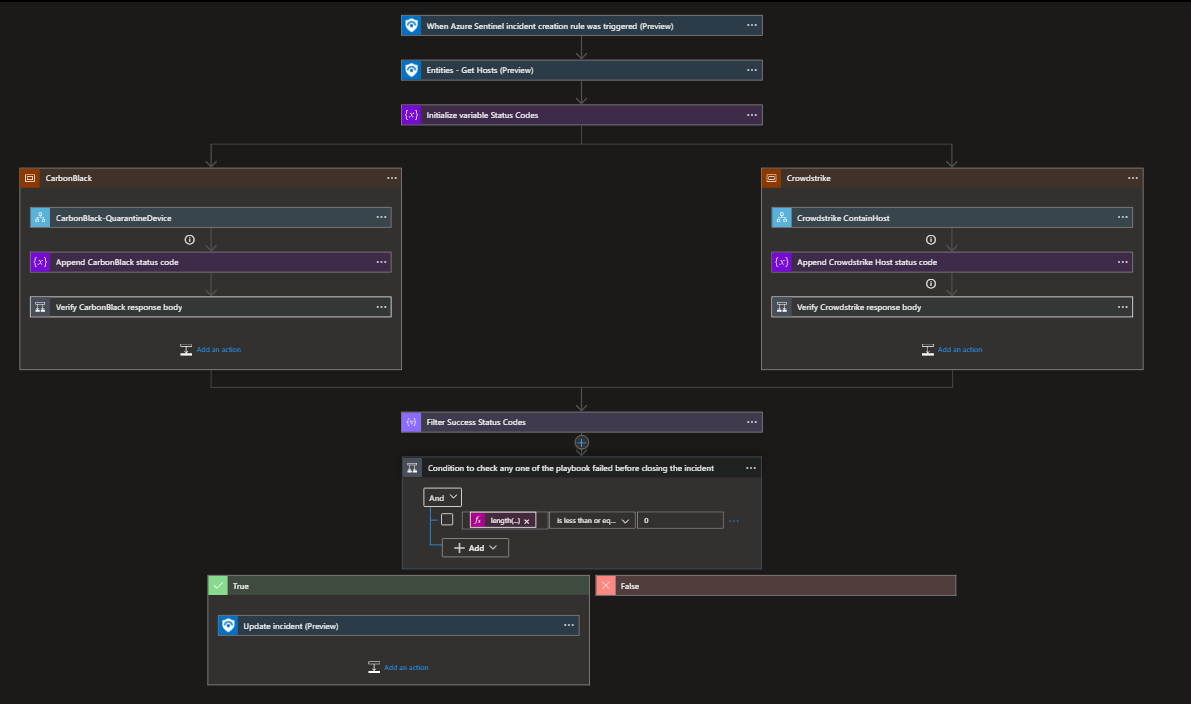 When Azure Sentinel incident creation rule was triggered (Preview)
Entities - Get Hosts (Preview)
{x} Initialize variable Status Codes
CarbonBlack
Crowdstrike
CarbonBlack-QuarantineDevice
Crowdstrike ContainHost
{x} Append CarbonBlack status code
{x} Append Crowdstrike Host status code
Verify CarbonBlack response body
Verify Crowdstrike response body
Add an action
Add an action
Filter Success Status Codes
Condition to check any one of the playbook failed before closing the incident
And
fx length(...) x is less than or eq... 0
Add
True
False
Update incident (Preview)
Add an action